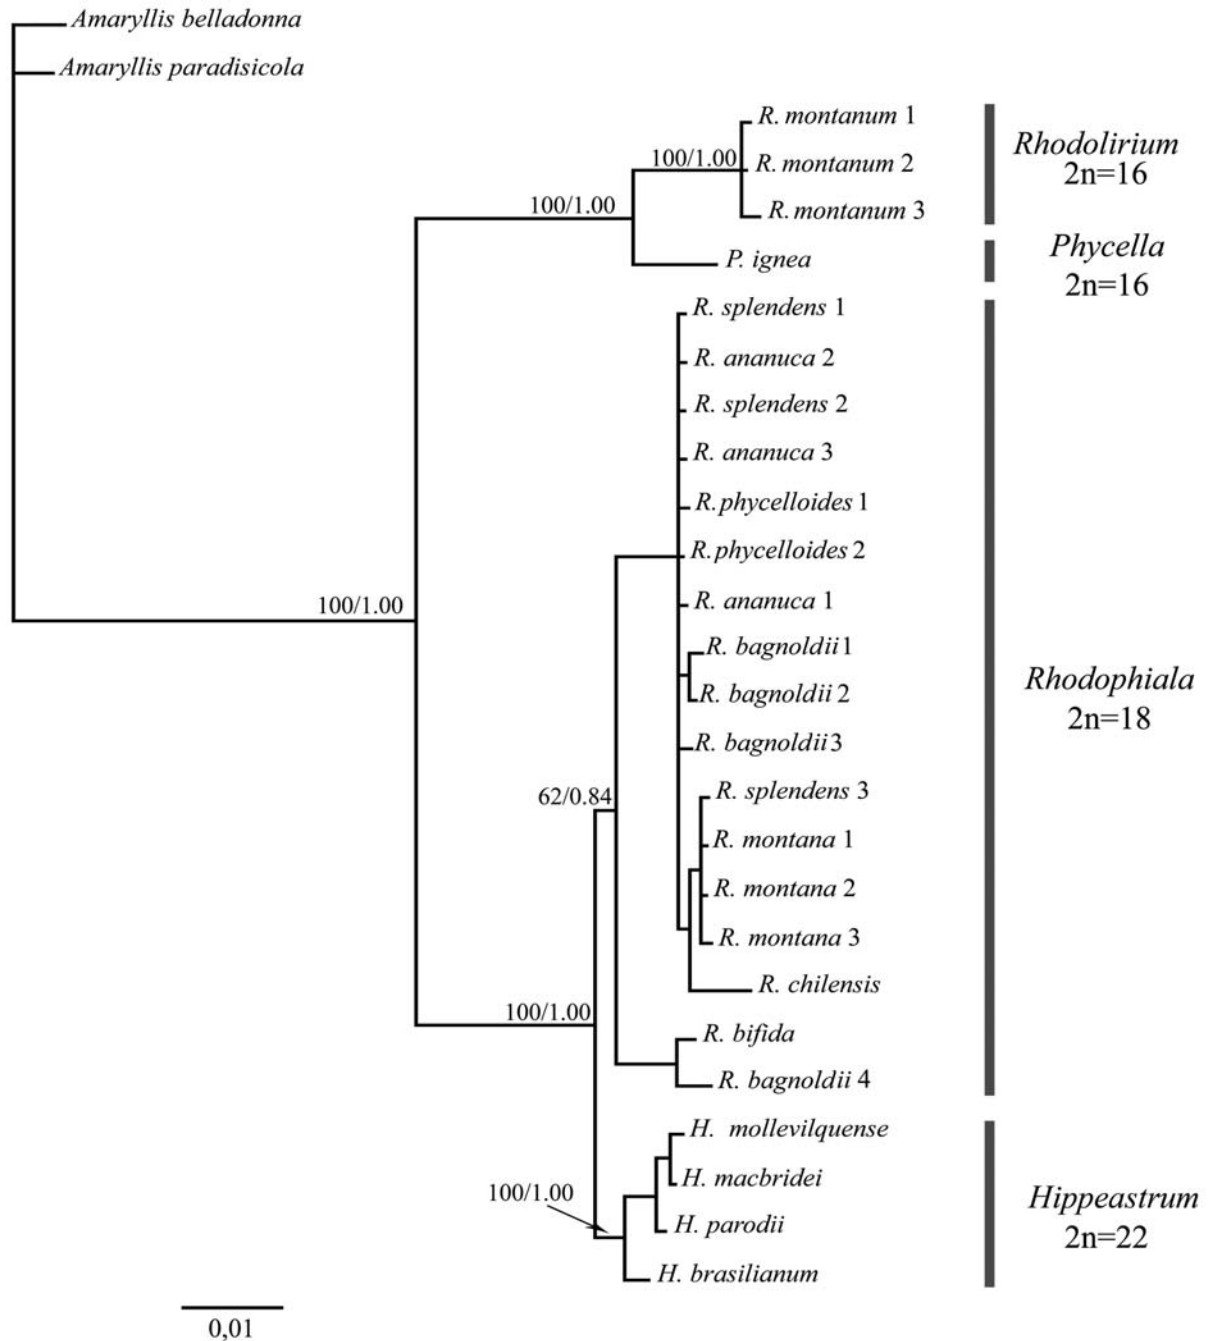 Amaryllis belladonna
Amaryllis paradisicola
R. montanum 1
100/1.00
R. montanum 2
R. montanum 3
Rhodolirium
2n=16
100/1.00
P. ignea
Phycella
2n=16
R. splendens 1
R. ananuca 2
R. splendens 2
R. ananuca 3
R. phycelloides 1
R. phycelloides 2
R. ananuca 1
100/1.00
R. bagnoldii 1
R. bagnoldii 2
R. bagnoldii 3
Rhodophiala
2n=18
62/0.84
R. splendens 3
R. montana 1
R. montana 2
R. montana 3
R. chilensis
100/1.00
R. bifida
R. bagnoldii 4
H. mollevilquense
H. macbridei
100/1.00
H. parodii
H. brasilianum
Hippeastrum
2n=22
0,01